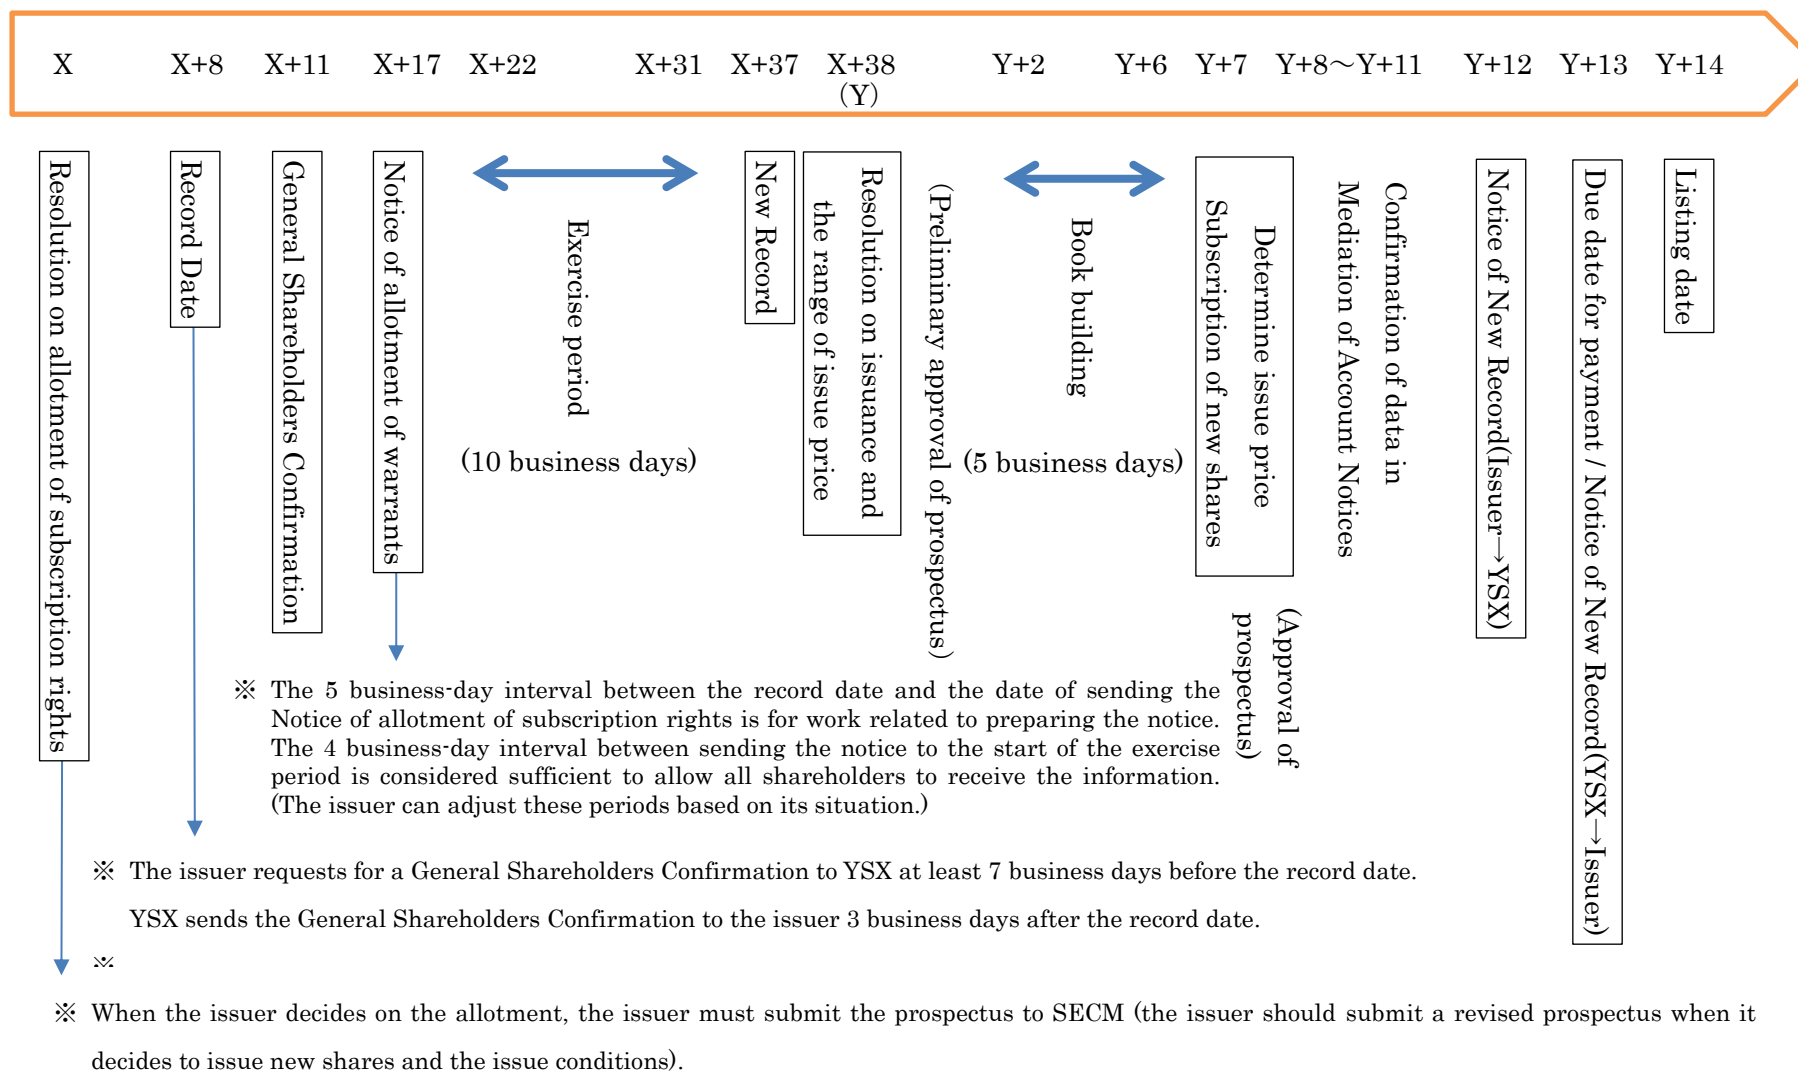 X X+8 X+11 X+17 X+22 X+31 X+37 X+38 Y+2 Y+6 Y+7 Y+8～Y+11 Y+12 Y+13 Y+14
(Y)
Resolution on allotment of subscription rights
Record Date
General Shareholders Confirmation
Notice of allotment of warrants
Exercise period
(10 business days)
New Record
Resolution on issuance and
the range of issue price
(Preliminary approval of prospectus)
Book building
(5 business days)
Determine issue price
Subscription of new shares
(Approval of
prospectus)
Confirmation of data in
Mediation of Account Notices
Notice of New Record(Issuer→YSX)
Due date for payment / Notice of New Record(YSX→Issuer)
Listing date
※ The 5 business-day interval between the record date and the date of sending the
Notice of allotment of subscription rights is for work related to preparing the notice.
The 4 business-day interval between sending the notice to the start of the exercise
period is considered sufficient to allow all shareholders to receive the information.
(The issuer can adjust these periods based on its situation.)
※ The issuer requests for a General Shareholders Confirmation to YSX at least 7 business days before the record date.
YSX sends the General Shareholders Confirmation to the issuer 3 business days after the record date.
※
※ When the issuer decides on the allotment, the issuer must submit the prospectus to SECM (the issuer should submit a revised prospectus when it
decides to issue new shares and the issue conditions).